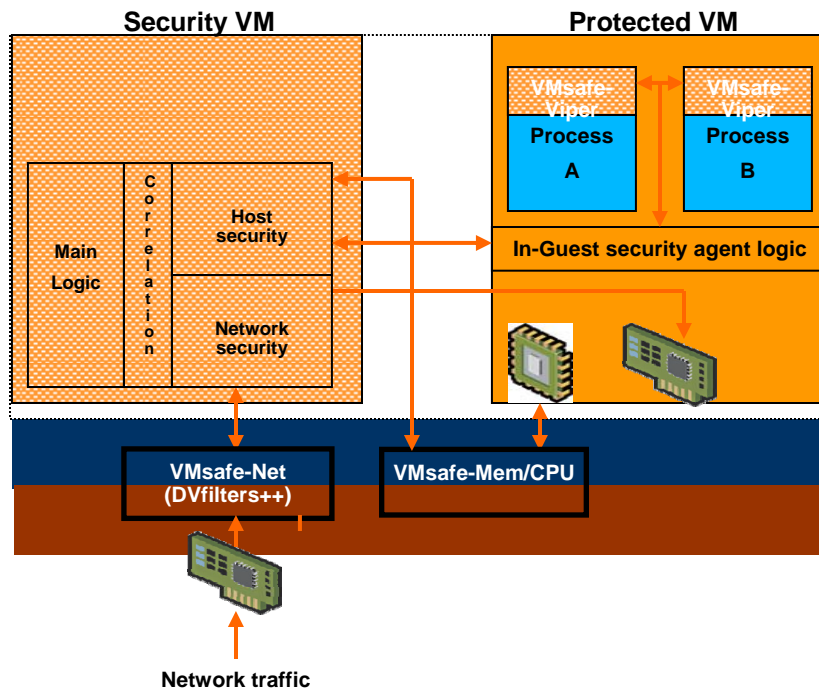 Security VM
Protected VM
VMsafe-
Viper
Process
A
VMsafe-
Viper
Process
B
Main
Logic
Correlation
Host
security
Network
security
In-Guest security agent logic
VMsafe-Net
(DVfilters++)
VMsafe-Mem/CPU
Network traffic